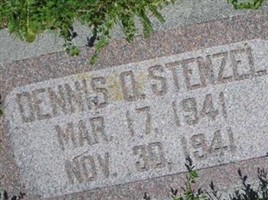 DENNIS O. STENZEL
MAR. 17, 1941
NOV. 30, 1941